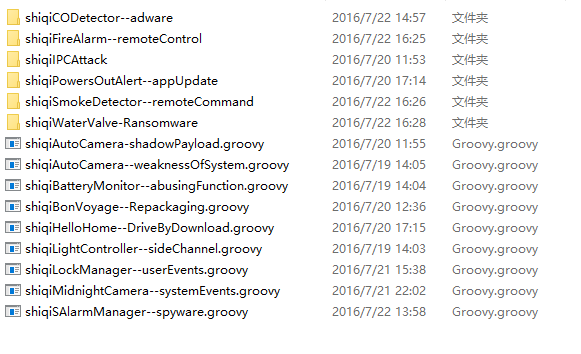 shiqiCODetector--adware 2016/7/22 14:57 文件夹
shiqiFireAlarm--remoteControl 2016/7/22 16:25 文件夹
shiqiIPCAttack 2016/7/20 11:53 文件夹
shiqiPowersOutAlert--appUpdate 2016/7/20 17:14 文件夹
shiqiSmokeDetector--remoteCommand 2016/7/22 16:26 文件夹
shiqiWaterValve-Ransomware 2016/7/22 16:28 文件夹
shiqiAutoCamera-shadowPayload.groovy 2016/7/20 11:55 Groovy.groovy
shiqiAutoCamera--weaknessOfSystem.groovy 2016/7/19 14:05 Groovy.groovy
shiqiBatteryMonitor--abusingFunction.groovy 2016/7/19 14:04 Groovy.groovy
shiqiBonVoyage--Repackaging.groovy 2016/7/20 12:36 Groovy.groovy
shiqiHelloHome--DriveByDownload.groovy 2016/7/20 17:15 Groovy.groovy
shiqiLightController--sideChannel.groovy 2016/7/19 14:03 Groovy.groovy
shiqiLockManager--userEvents.groovy 2016/7/21 15:38 Groovy.groovy
shiqiMidnightCamera--systemEvents.groovy 2016/7/21 22:02 Groovy.groovy
shiqiSAlarmManager--spyware.groovy 2016/7/22 13:58 Groovy.groovy